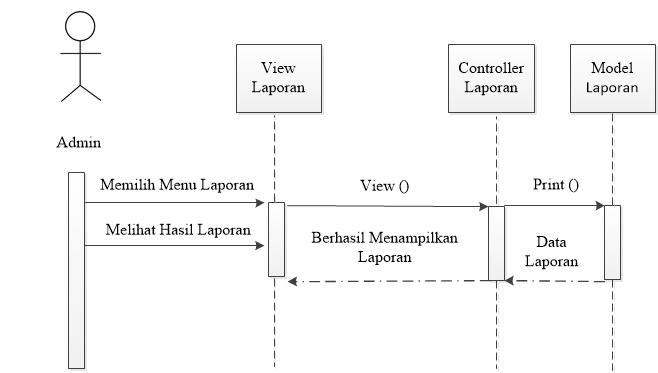 View
Laporan
Controller
Laporan
Model
Laporan
Admin
Memilih Menu Laporan
View ()
Print ()
Melihat Hasil Laporan
Berhasil Menampilkan
Laporan
Data
Laporan